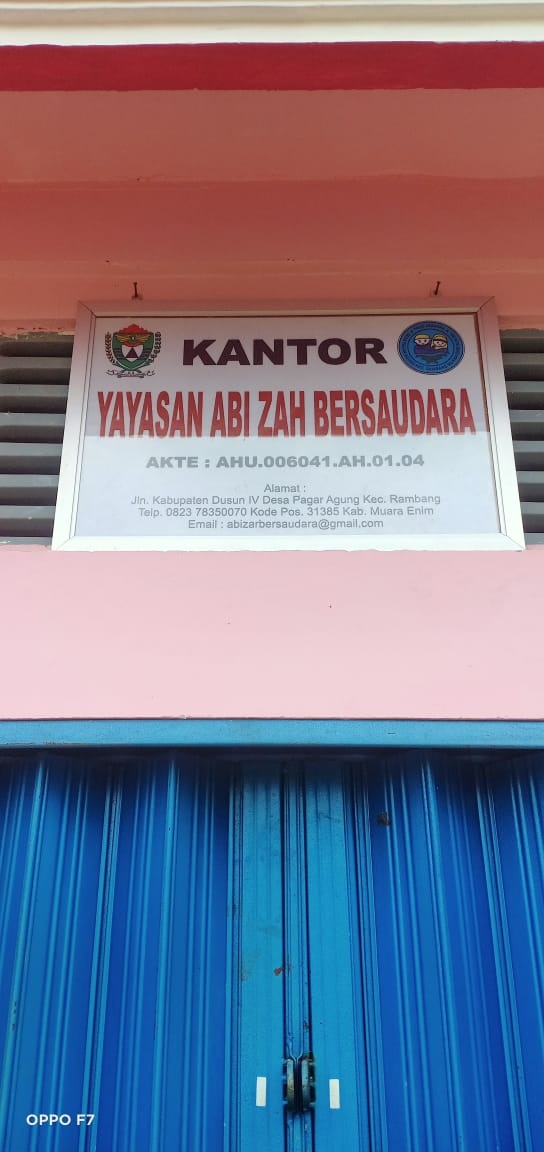 KANTOR
YAYASAN ABI ZAH BERSAUDARA
AKTE : AHU.006041.AH.01.04
Alamat :
Jln. Kabupaten Dusun IV Desa Pagar Agung Kec. Rambang
Telp. 0823 78350070 Kode Pos. 31385 Kab. Muara Enim
Email : abizarbersaudara@gmail.com
OPPO F7